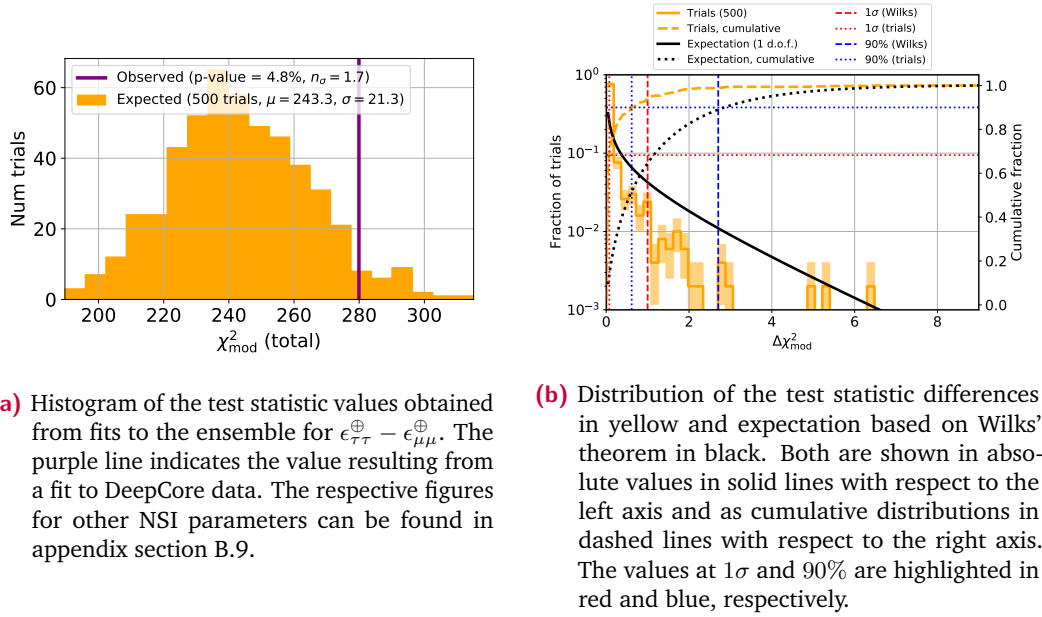 Observed (p-value = 4.8%, nσ = 1.7)
Expected (500 trials, μ = 243.3, σ = 21.3)
Num trials
60
40
20
0
200
220
240
260
280
300
χ²mod (total)
Trials (500)
Trials, cumulative
Expectation (1 d.o.f.)
Expectation, cumulative
1σ (Wilks)
1σ (trials)
90% (Wilks)
90% (trials)
Fraction of trials
10⁰
10⁻¹
10⁻²
10⁻³
0
2
4
6
8
Δχ²mod
1.0
0.8
0.6
0.4
0.2
0.0
Cumulative fraction
a) Histogram of the test statistic values obtained
from fits to the ensemble for ϵ⊕ττ − ϵ⊕μμ. The
purple line indicates the value resulting from
a fit to DeepCore data. The respective figures
for other NSI parameters can be found in
appendix section B.9.
(b) Distribution of the test statistic differences
in yellow and expectation based on Wilks'
theorem in black. Both are shown in abso-
lute values in solid lines with respect to the
left axis and as cumulative distributions in
dashed lines with respect to the right axis.
The values at 1σ and 90% are highlighted in
red and blue, respectively.